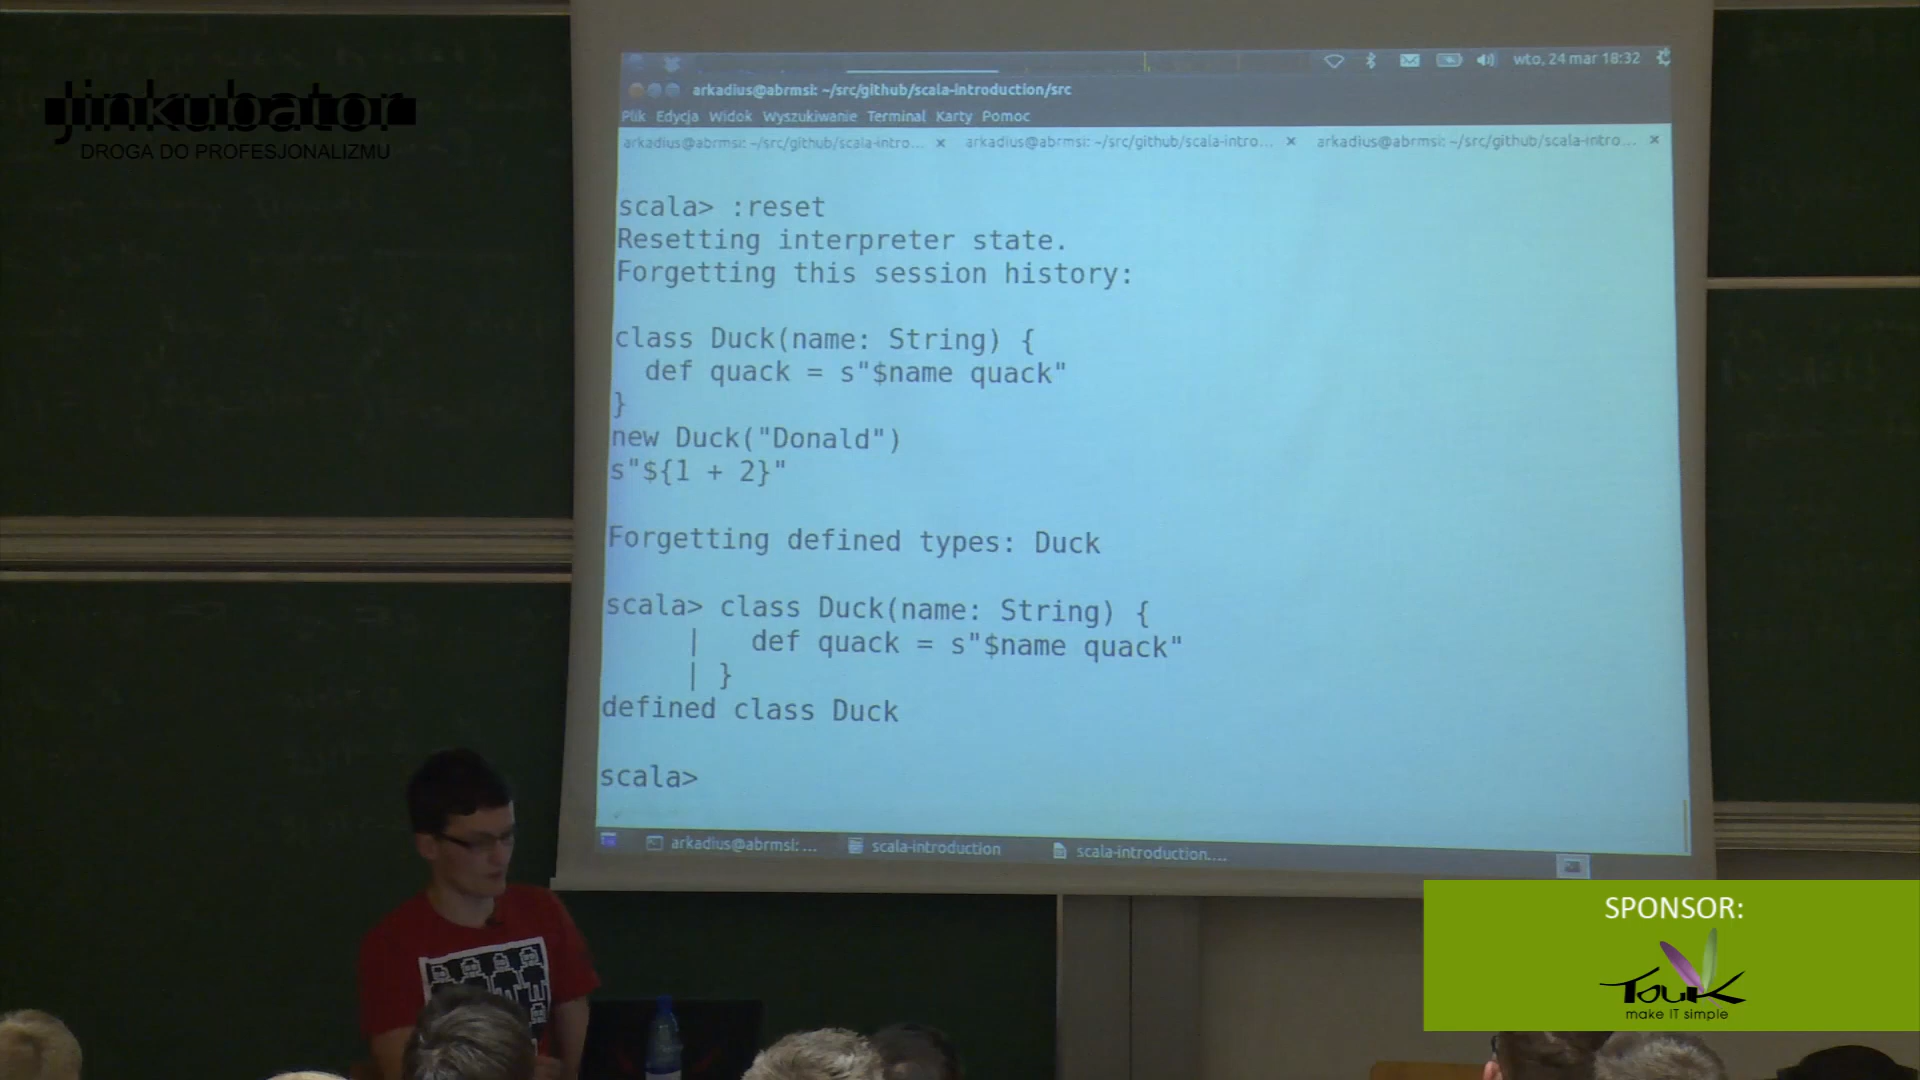 Jinkubator
DROGA DO PROFESJONALIZMU
wto, 24 mar 18:32
arkadius@abrmsi: ~/src/github/scala-introduction/src
Plik Edycja Widok Wyszukiwanie Terminal Karty Pomoc
arkadius@abrmsi: ~/src/github/scala-intro... × arkadius@abrmsi: ~/src/github/scala-intro... × arkadius@abrmsi: ~/src/github/scala-intro... ×
scala> :reset
Resetting interpreter state.
Forgetting this session history:
class Duck(name: String) {
  def quack = s"$name quack"
}
new Duck("Donald")
s"${1 + 2}"
Forgetting defined types: Duck
scala> class Duck(name: String) {
     |   def quack = s"$name quack"
     | }
defined class Duck
scala>
arkadius@abrmsi: ... scala-introduction scala-introduction....
SPONSOR:
TouK
make IT simple